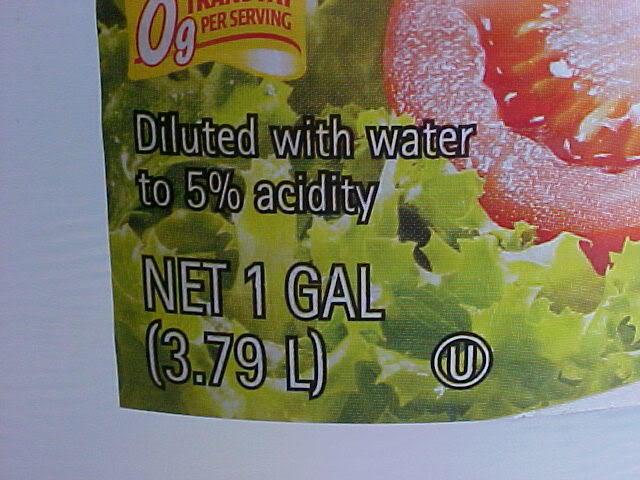 0g
PER SERVING
Diluted with water
to 5% acidity
NET 1 GAL
(3.79 L)
U